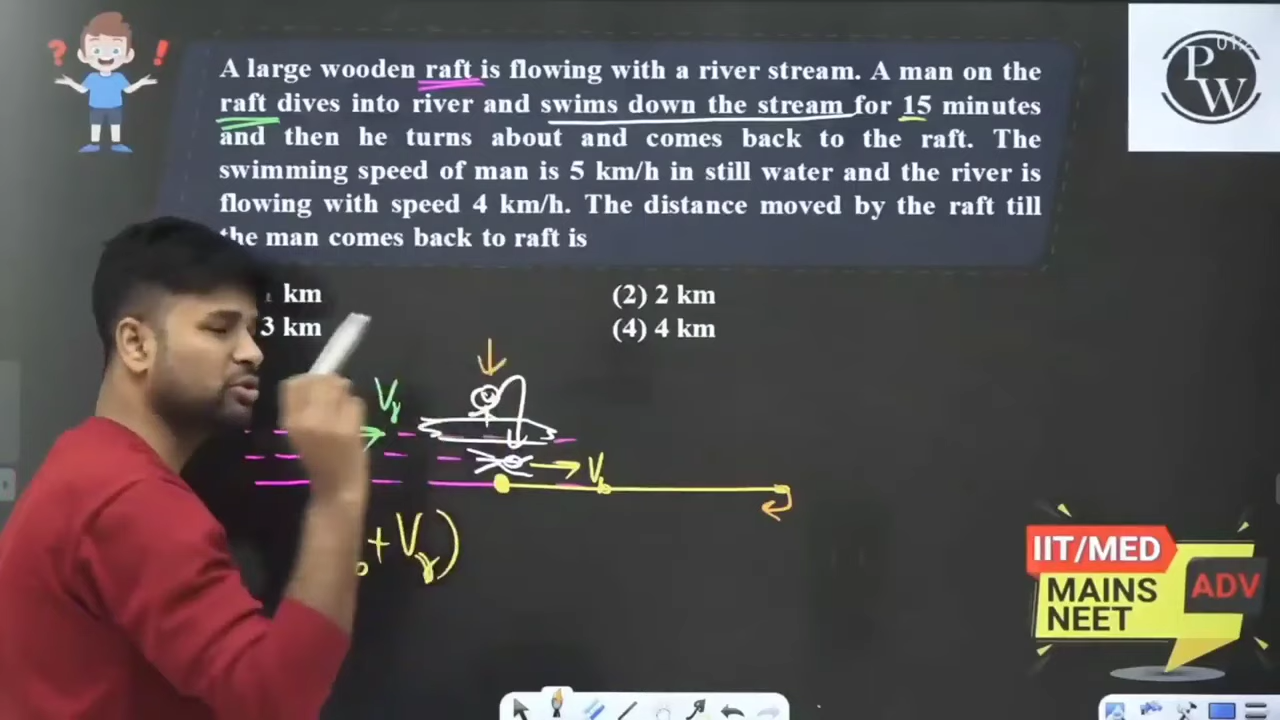 A large wooden raft is flowing with a river stream. A man on the
raft dives into river and swims down the stream for 15 minutes
and then he turns about and comes back to the raft. The
swimming speed of man is 5 km/h in still water and the river is
flowing with speed 4 km/h. The distance moved by the raft till
the man comes back to raft is
km
(2) 2 km
3 km
(4) 4 km
? !
P
W
Vr
V
+ Vr)
IIT/MED
MAINS
NEET
ADV